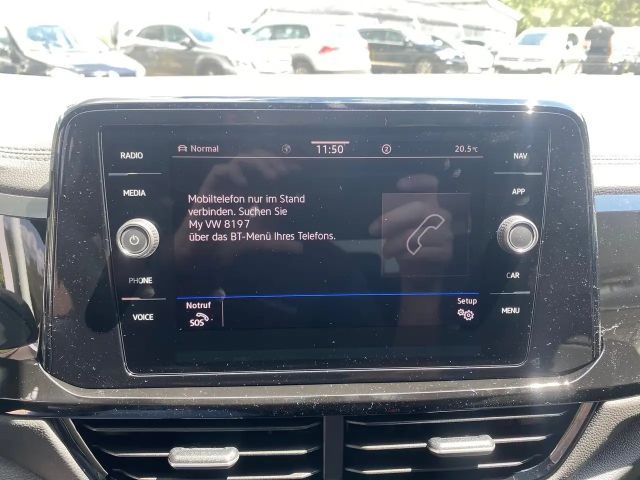 RADIO
MEDIA
PHONE
VOICE
Normal
11:50
2
20.5°C
Mobiltelefon nur im Stand
verbinden. Suchen Sie
My VW 8197
über das BT-Menü Ihres Telefons.
Notruf
SOS
Setup
NAV
APP
CAR
MENU